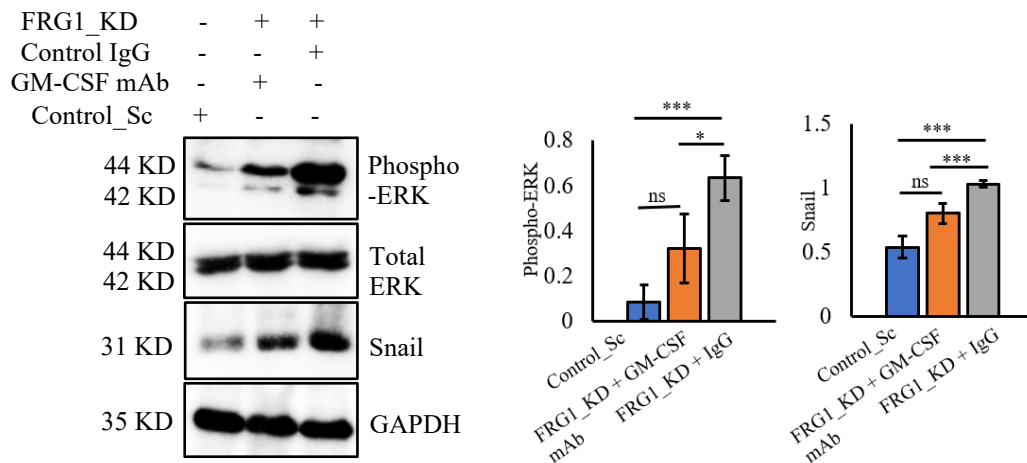 FRG1_KD - + +
Control IgG - - +
GM-CSF mAb - + -
Control_Sc + - -
44 KD
42 KD
Phospho
-ERK
44 KD
42 KD
Total
ERK
31 KD
Snail
35 KD
GAPDH
Phospho-ERK
0.8
0.6
0.4
0.2
0
***
*
ns
Control_Sc
FRG1_KD + GM-CSF
mAb
FRG1_KD + IgG
Snail
1.5
1
0.5
0
***
***
ns
Control_Sc
FRG1_KD + GM-CSF
mAb
FRG1_KD + IgG